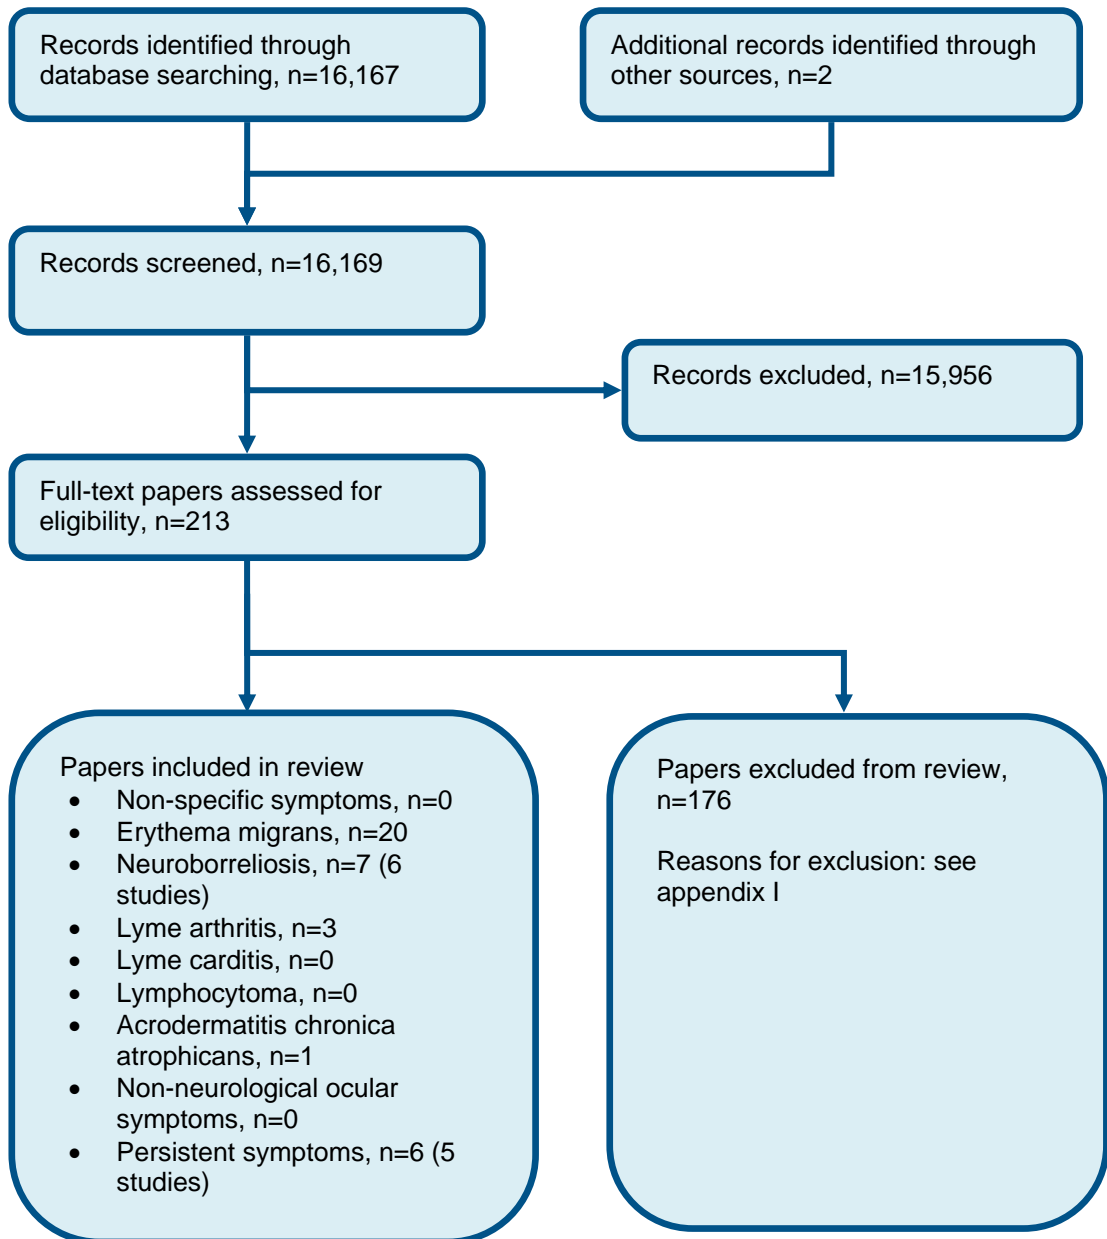 Records identified through
database searching, n=16,167
Additional records identified through
other sources, n=2
Records screened, n=16,169
Records excluded, n=15,956
Full-text papers assessed for
eligibility, n=213
Papers included in review
• Non-specific symptoms, n=0
• Erythema migrans, n=20
• Neuroborreliosis, n=7 (6
studies)
• Lyme arthritis, n=3
• Lyme carditis, n=0
• Lymphocytoma, n=0
• Acrodermatitis chronica
atrophicans, n=1
• Non-neurological ocular
symptoms, n=0
• Persistent symptoms, n=6 (5
studies)
Papers excluded from review,
n=176
Reasons for exclusion: see
appendix I